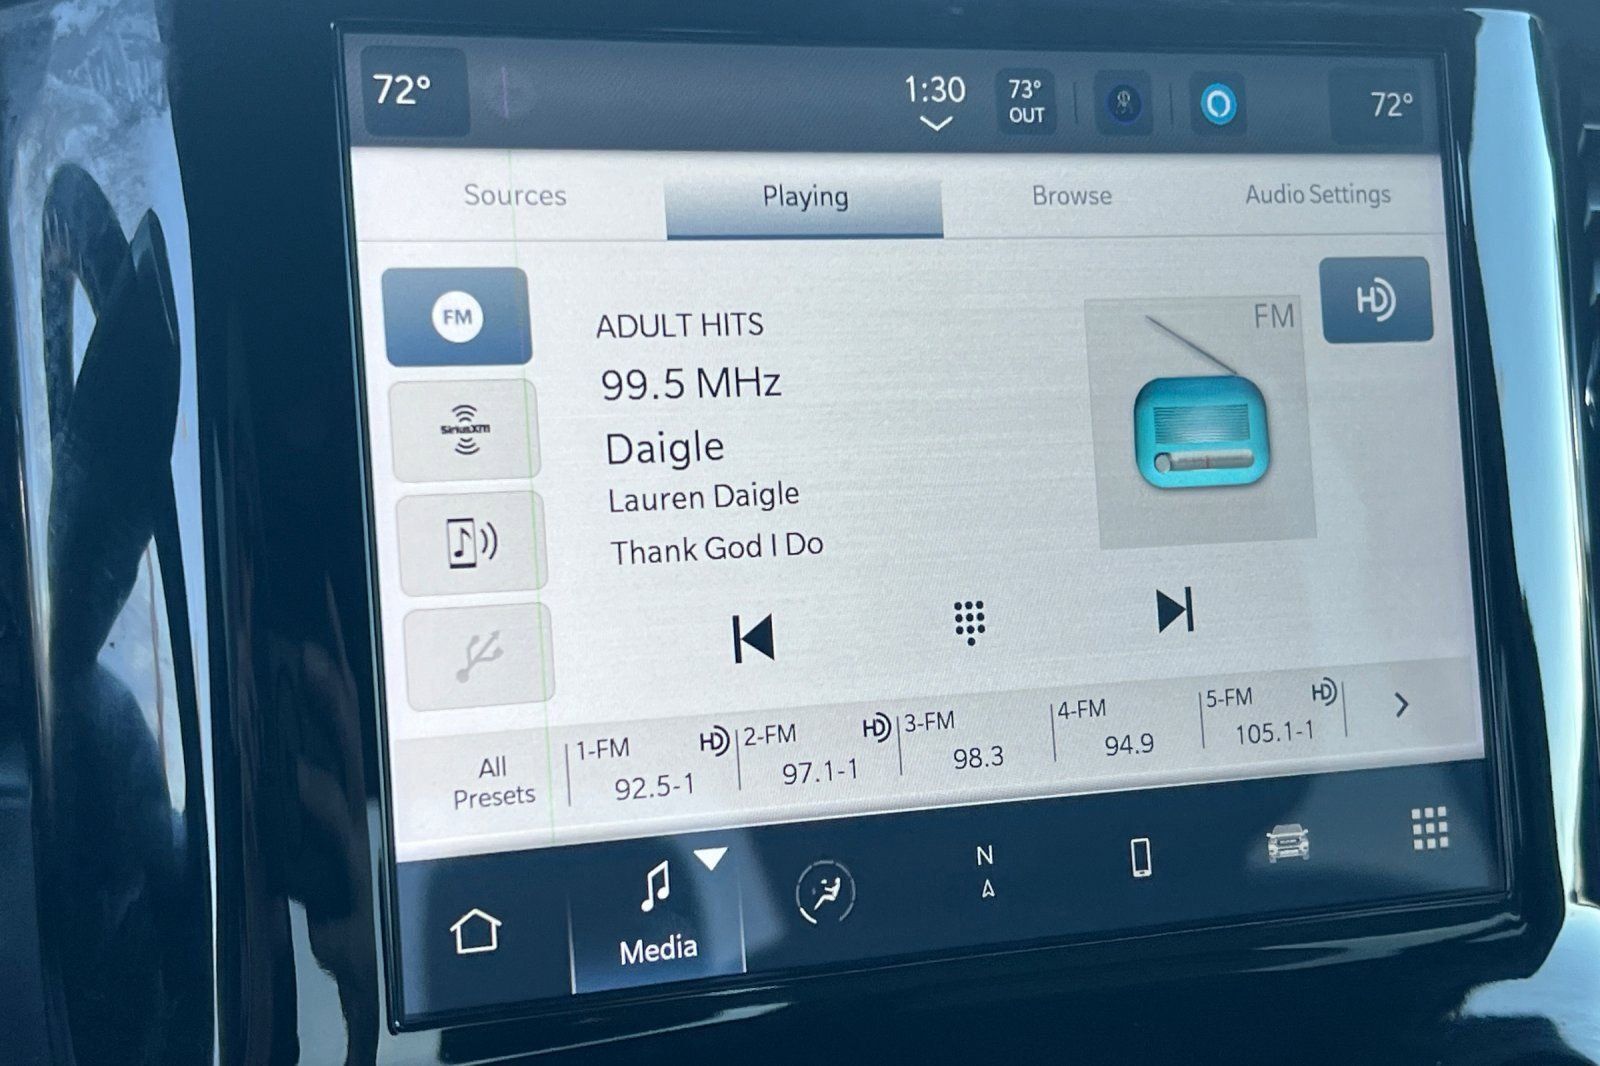 72°
1:30
73°
OUT
72°
Sources
Playing
Browse
Audio Settings
FM
ADULT HITS
FM
HD
99.5 MHz
SiriusXM
Daigle
Lauren Daigle
Thank God I Do
All
Presets
1-FM HD
92.5-1
2-FM HD
97.1-1
3-FM
98.3
4-FM
94.9
5-FM HD
105.1-1
Media
N